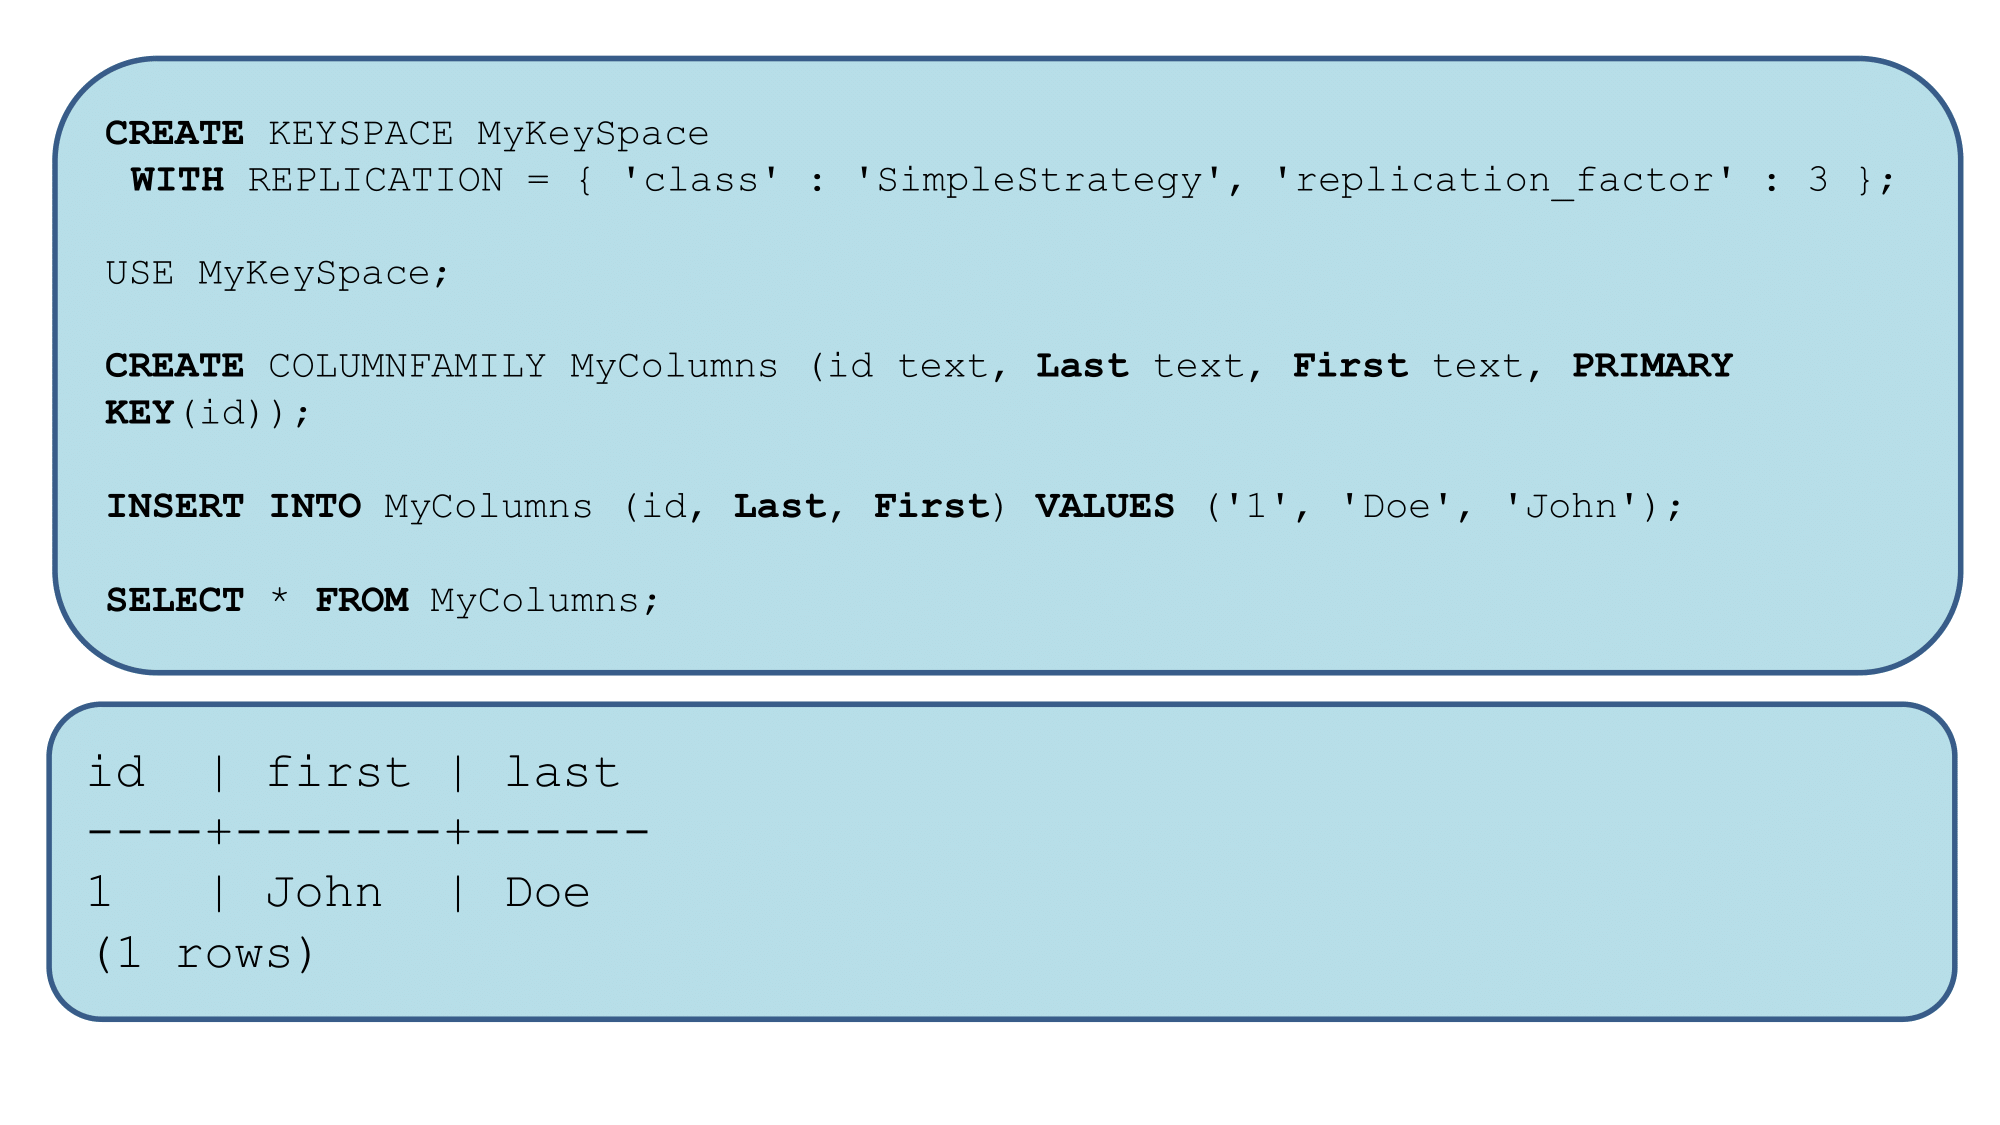 CREATE KEYSPACE MyKeySpace
WITH REPLICATION = { 'class' : 'SimpleStrategy', 'replication_factor' : 3 };
USE MyKeySpace;
CREATE COLUMNFAMILY MyColumns (id text, Last text, First text, PRIMARY
KEY(id));
INSERT INTO MyColumns (id, Last, First) VALUES ('1', 'Doe', 'John');
SELECT * FROM MyColumns;
id  | first | last
----+-------+------
1   | John  | Doe
(1 rows)